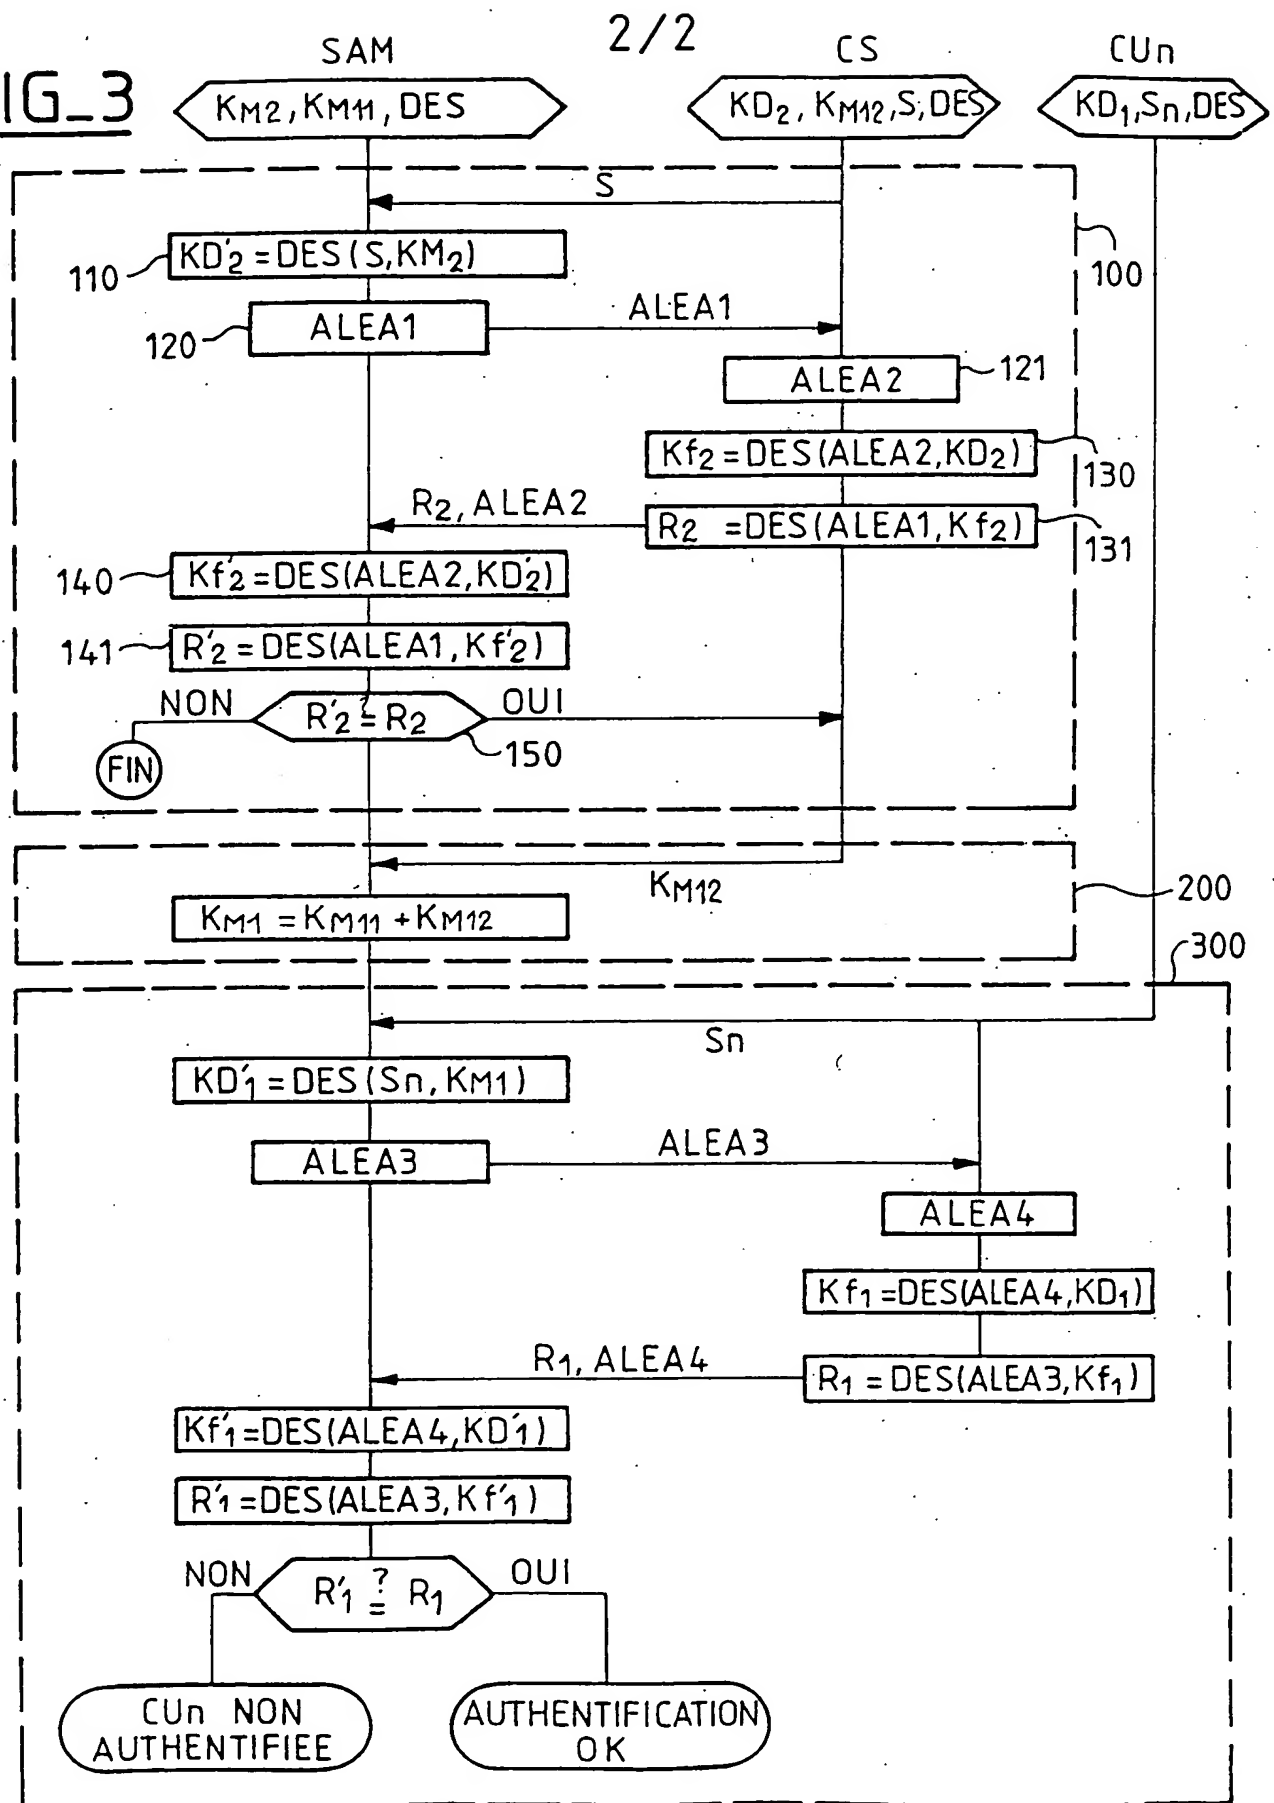 2/2
IG_3
SAM
CS
CUn
KM2, KM11, DES
KD2, KM12, S, DES
KD1, Sn, DES
S
100
110
KD'2 = DES (S, KM2)
120
ALEA1
ALEA1
ALEA2
121
Kf2 = DES (ALEA2, KD2)
130
R2, ALEA2
R2 = DES (ALEA1, Kf2)
131
140
Kf'2 = DES (ALEA2, KD'2)
141
R'2 = DES (ALEA1, Kf'2)
NON
R'2 ?= R2
OUI
150
FIN
KM12
200
KM1 = KM11 + KM12
300
Sn
KD'1 = DES (Sn, KM1)
ALEA3
ALEA3
ALEA4
Kf1 = DES (ALEA4, KD1)
R1, ALEA4
R1 = DES (ALEA3, Kf1)
Kf'1 = DES (ALEA4, KD'1)
R'1 = DES (ALEA3, Kf'1)
NON
R'1 ?= R1
OUI
CUn NON
AUTHENTIFIEE
AUTHENTIFICATION
OK